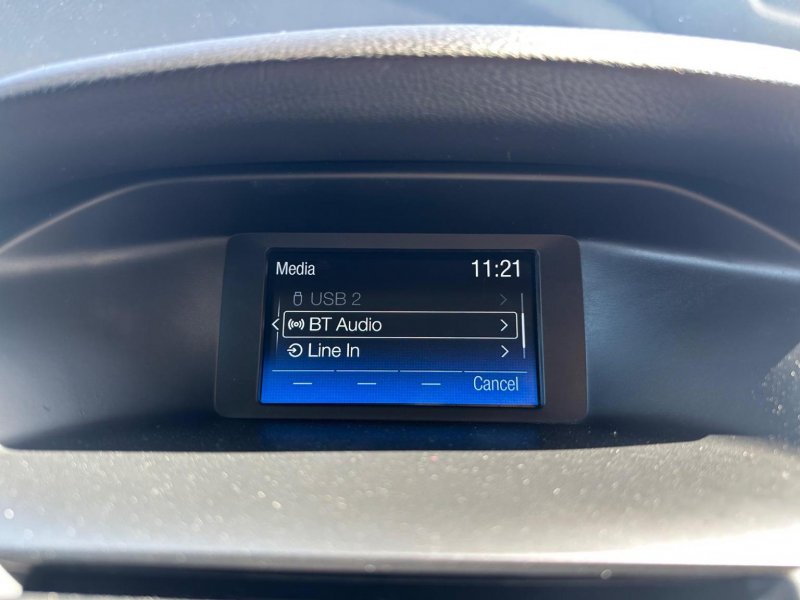 Media 11:21
USB 2
BT Audio
Line In
Cancel